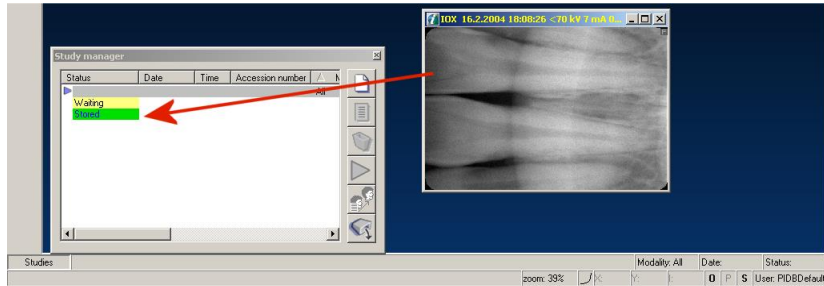 IOX 16.2.2004 18:08:26 <70 kV 7 mA 0...
Study manager
Status Date Time Accession number
All
Waiting
Stored
Studies Modality: All Date: Status:
zoom: 39% X: Y: I: O P S User: PIDBDefault